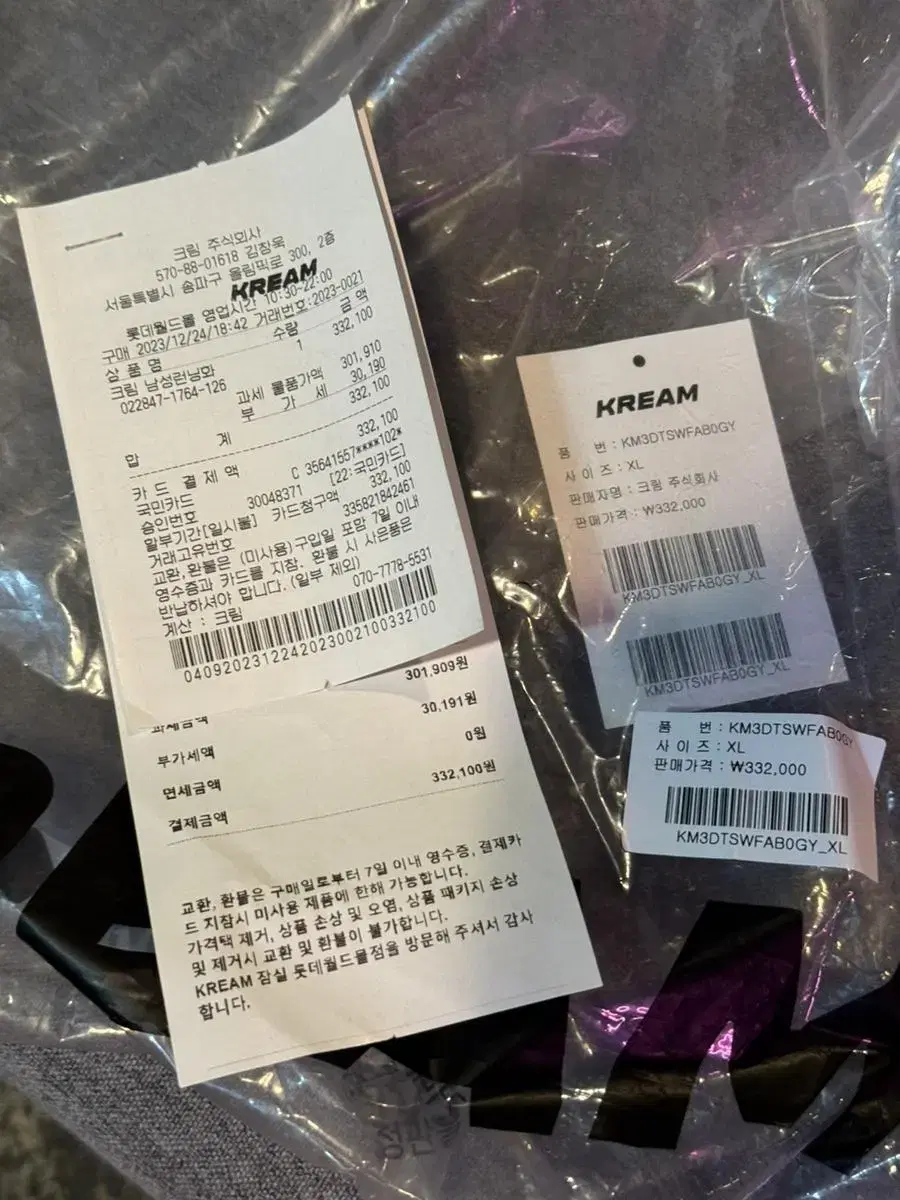 크림 주식회사
570-88-01618 김창욱
서울특별시 송파구 올림픽로 300, 2층
KREAM
롯데월드몰 영업시간 10:30-22:00
구매 2023/12/24/18:42 거래번호:2023-0021
상 품 명 수량 금 액
크림 남성런닝화 1 332,100
022847-1764-126
과세 물품가액 301,910
부 가 세 30,190
합 계 332,100
카 드 결 제 액 332,100
국민카드 C 35641557****102*
승인번호 30048371 [22:국민카드]
할부기간[일시불] 카드청구액 332,100
거래고유번호 335821842461
교환,환불은 (미사용)구입일 포함 7일 이내
영수증과 카드를 지참. 환불 시 사은품은
반납하셔야 합니다.(일부 제외)
070-7778-5531
계산 : 크림
0409202312242023002100332100
과세금액 301,909원
부가세액 30,191원
면세금액 0원
결제금액 332,100원
교환, 환불은 구매일로부터 7일 이내 영수증, 결제카
드 지참시 미사용 제품에 한해 가능합니다.
가격택 제거, 상품 손상 및 오염, 상품 패키지 손상
및 제거시 교환 및 환불이 불가합니다.
KREAM 잠실 롯데월드몰점을 방문해 주셔서 감사
합니다.
KREAM
품 번 : KM3DTSWFAB0GY
사 이 즈 : XL
판매자명 : 크림 주식회사
판매가격 : ₩332,000
KM3DTSWFAB0GY_XL
KM3DTSWFAB0GY_XL
품 번 : KM3DTSWFAB0GY
사 이 즈 : XL
판매가격 : ₩332,000
KM3DTSWFAB0GY_XL